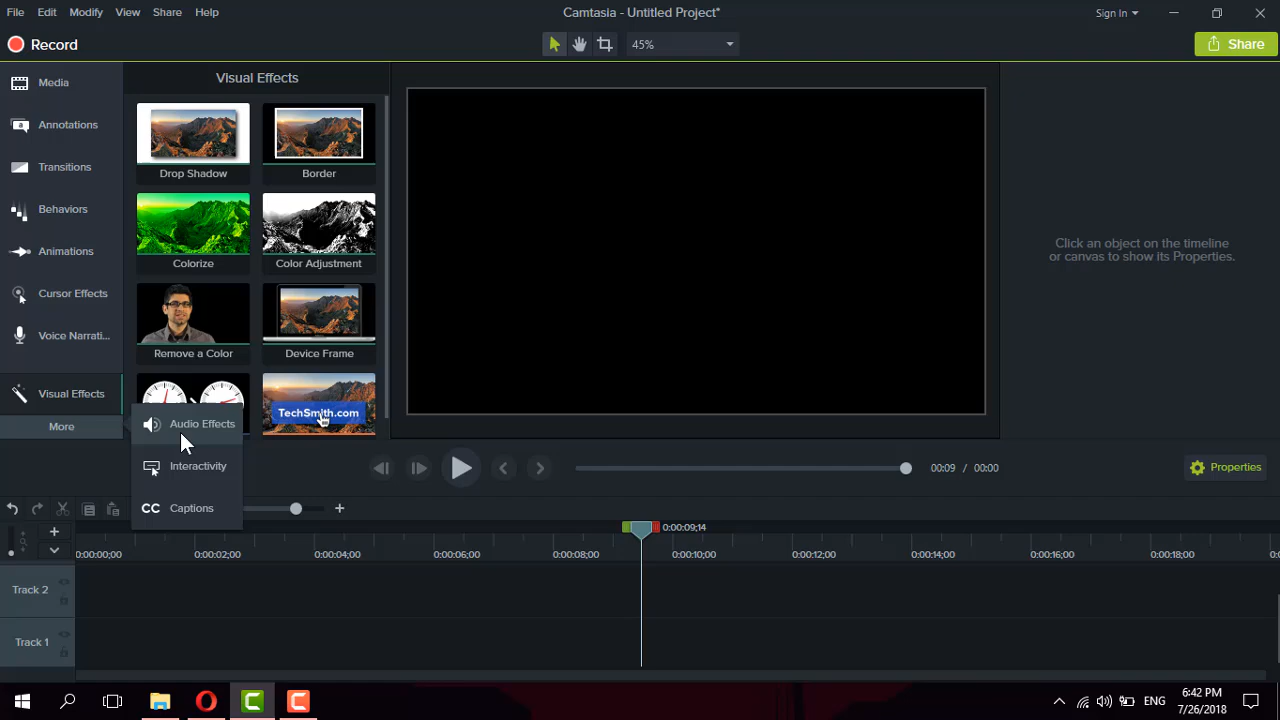 File Edit Modify View Share Help
Camtasia - Untitled Project*
Sign In
Record
45%
Share
Media
Annotations
Transitions
Behaviors
Animations
Cursor Effects
Voice Narrati...
Visual Effects
More
Visual Effects
Drop Shadow
Border
Colorize
Color Adjustment
Remove a Color
Device Frame
TechSmith.com
Audio Effects
Interactivity
CC Captions
Click an object on the timeline
or canvas to show its Properties.
00:09 / 00:00
Properties
0:00:09;14
0:00:00;00 0:00:02;00 0:00:04;00 0:00:06;00 0:00:08;00 0:00:10;00 0:00:12;00 0:00:14;00 0:00:16;00 0:00:18;00
Track 2
Track 1
ENG
6:42 PM
7/26/2018